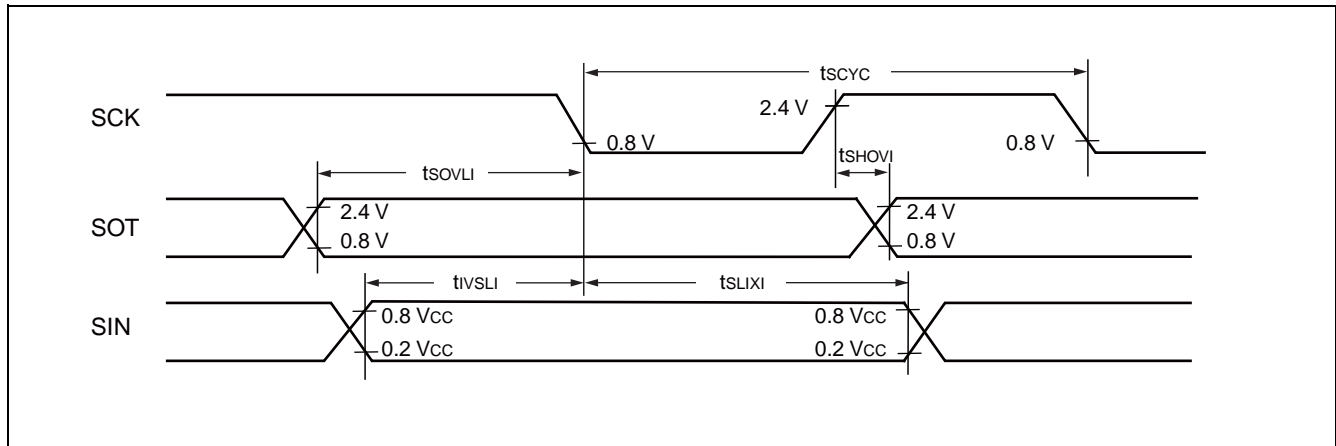 tSCYC
SCK
2.4 V
0.8 V
0.8 V
tSHOVI
tSOVLI
SOT
2.4 V
0.8 V
2.4 V
0.8 V
tIVSLI
tSLIXI
SIN
0.8 VCC
0.2 VCC
0.8 VCC
0.2 VCC